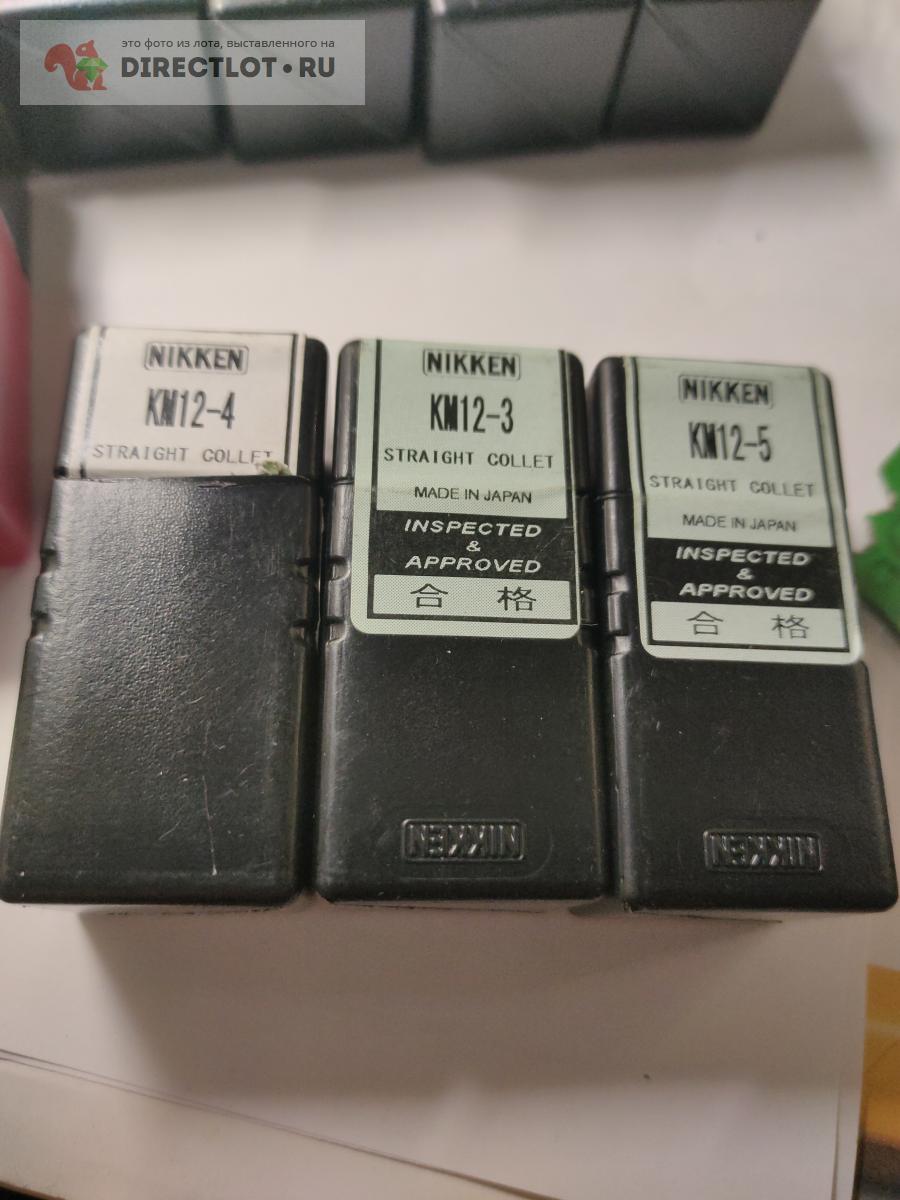 это фото из лота, выставленного на
DIRECTLOT•RU
NIKKEN
KM12-4
STRAIGHT COLLET
NIKKEN
KM12-3
STRAIGHT COLLET
MADE IN JAPAN
INSPECTED
&
APPROVED
合 格
NIKKEN
NIKKEN
KM12-5
STRAIGHT COLLET
MADE IN JAPAN
INSPECTED
&
APPROVED
合 格
NIKKEN